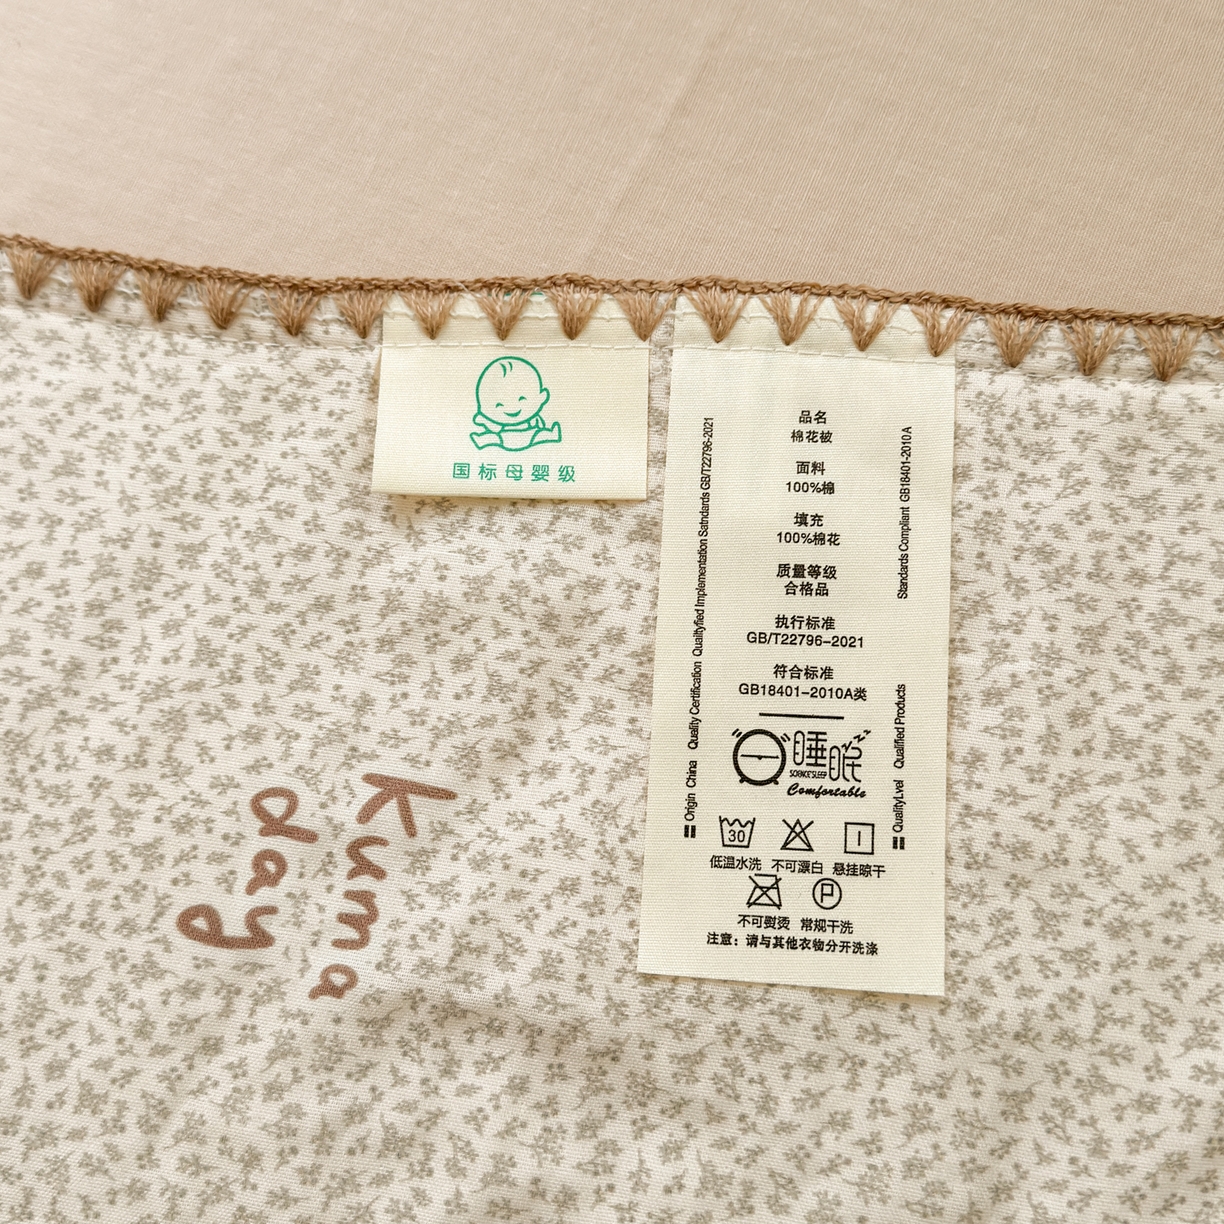 国标母婴级
品名
棉花被
面料
100%棉
填充
100%棉花
质量等级
合格品
执行标准
GB/T22796-2021
符合标准
GB18401-2010A类
睡眠
SCIENCE SLEEP
Comfortable
30
低温水洗 不可漂白 悬挂晾干
P
不可熨烫 常规干洗
注意：请与其他衣物分开洗涤
Origin China Quality Certification Qualityfied Implementation Satndards GB/T22796-2021
QualityLvel Qualified Products Standards Compliant GB18401-2010A
Kuma
day